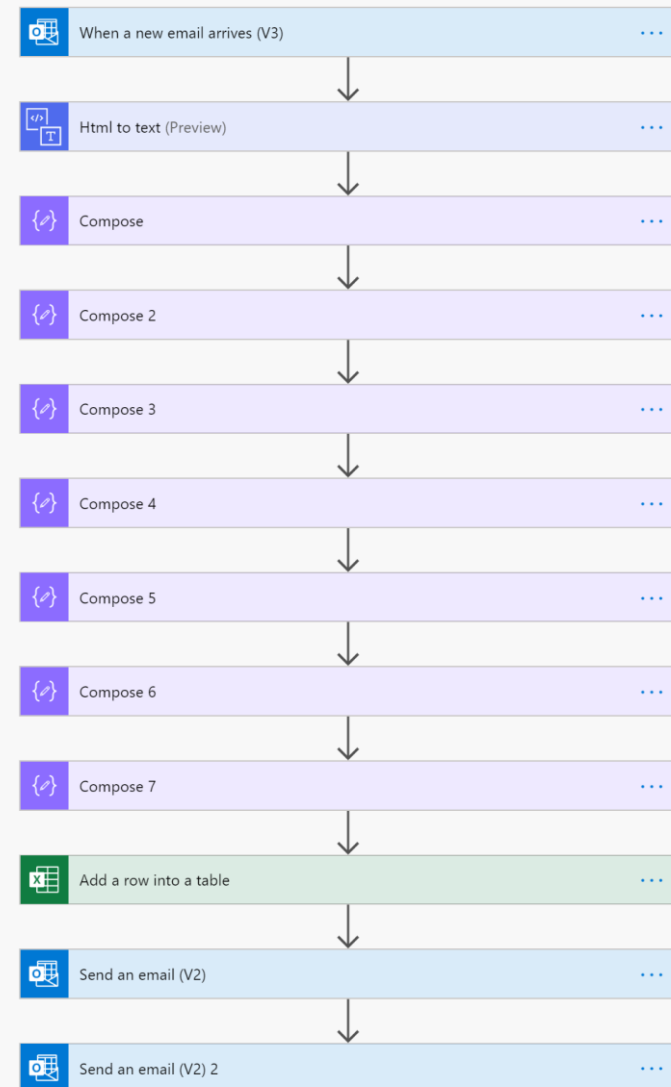 When a new email arrives (V3)
Html to text (Preview)
Compose
Compose 2
Compose 3
Compose 4
Compose 5
Compose 6
Compose 7
Add a row into a table
Send an email (V2)
Send an email (V2) 2